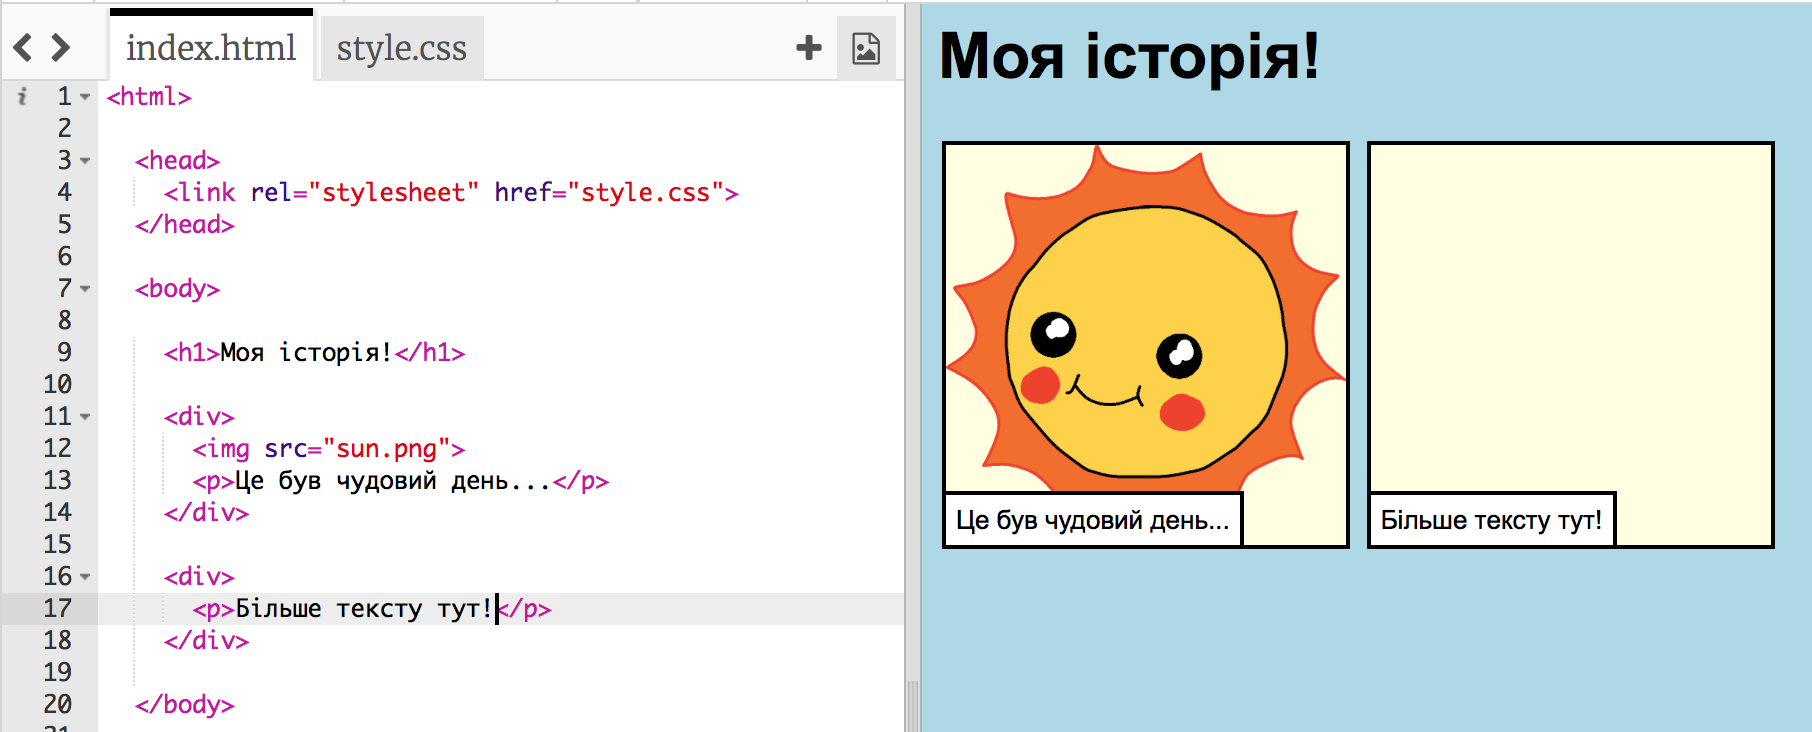 index.html style.css
i 1 <html>
2
3 <head>
4 <link rel="stylesheet" href="style.css">
5 </head>
6
7 <body>
8
9 <h1>Моя історія!</h1>
10
11 <div>
12 <img src="sun.png">
13 <p>Це був чудовий день...</p>
14 </div>
15
16 <div>
17 <p>Більше тексту тут!</p>
18 </div>
19
20 </body>
Моя історія!
Це був чудовий день...
Більше тексту тут!